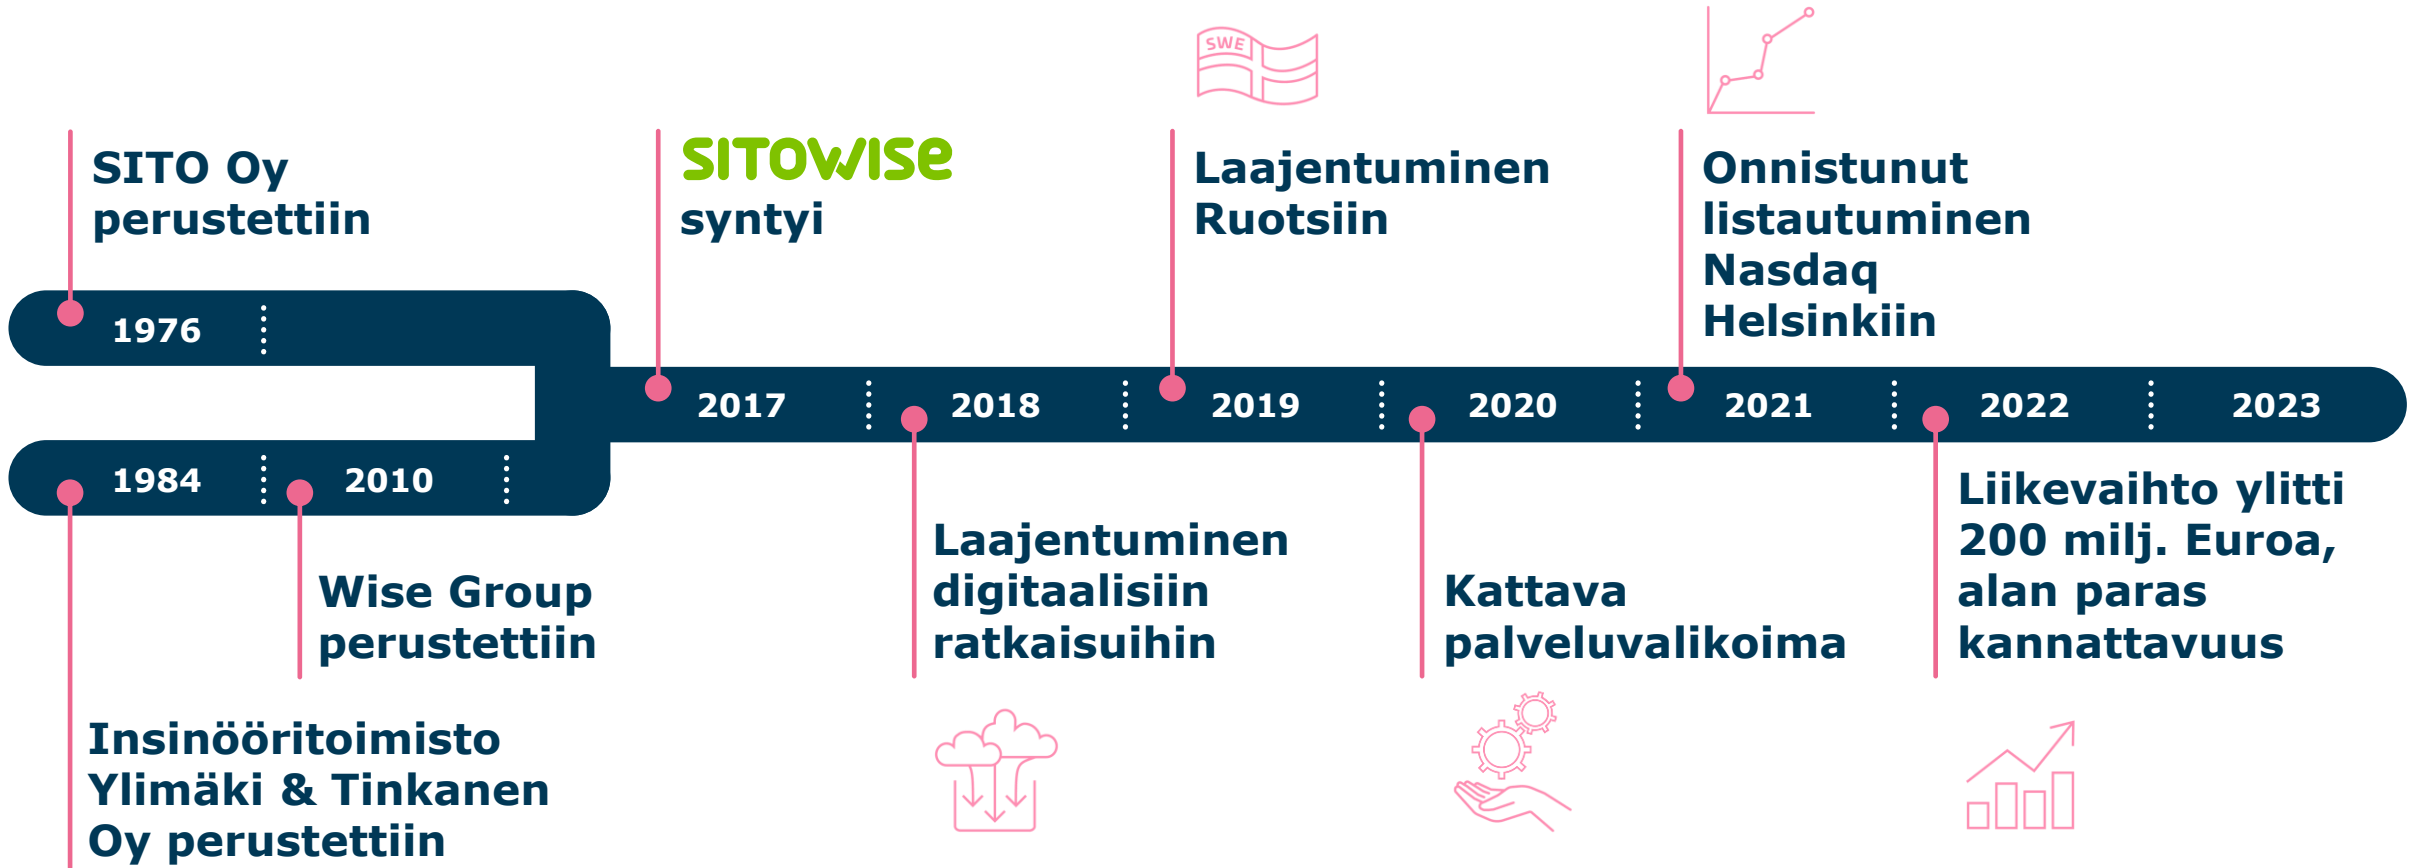 SITO Oy
perustettiin
1976
1984
2010
Insinööritoimisto
Ylimäki & Tinkanen
Oy perustettiin
Wise Group
perustettiin
SITOWISE
syntyi
2017
2018
Laajentuminen
digitaalisiin
ratkaisuihin
SWE
Laajentuminen
Ruotsiin
2019
2020
Kattava
palveluvalikoima
Onnistunut
listautuminen
Nasdaq
Helsinkiin
2021
2022
Liikevaihto ylitti
200 milj. Euroa,
alan paras
kannattavuus
2023